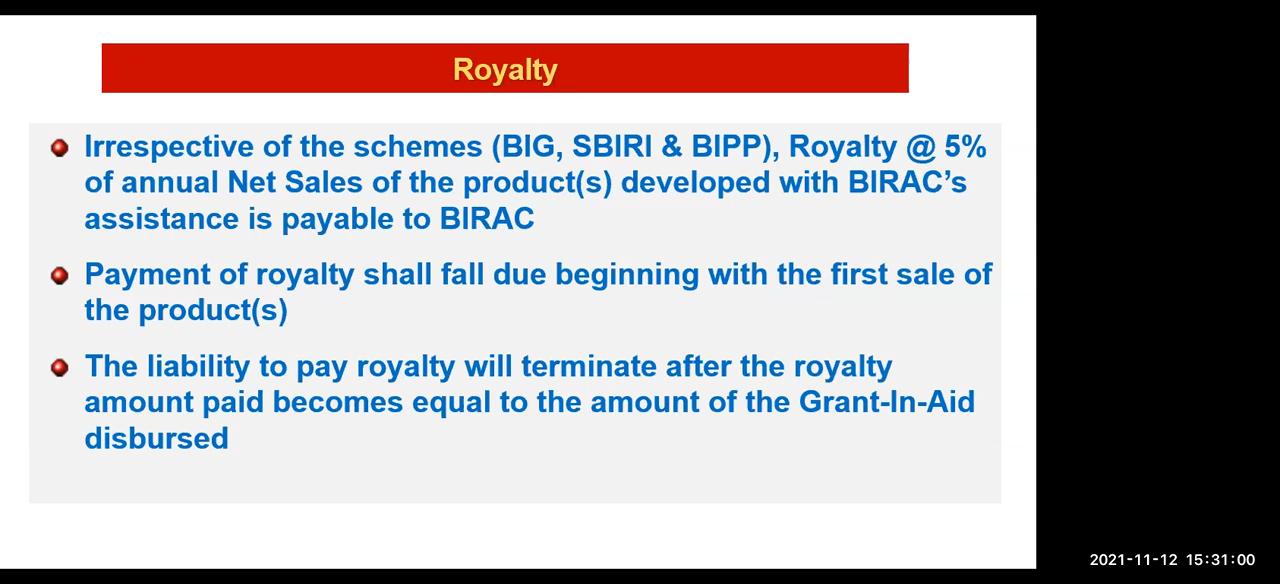 Royalty
Irrespective of the schemes (BIG, SBIRI & BIPP), Royalty @ 5%
of annual Net Sales of the product(s) developed with BIRAC’s
assistance is payable to BIRAC
Payment of royalty shall fall due beginning with the first sale of
the product(s)
The liability to pay royalty will terminate after the royalty
amount paid becomes equal to the amount of the Grant-In-Aid
disbursed
2021-11-12 15:31:00